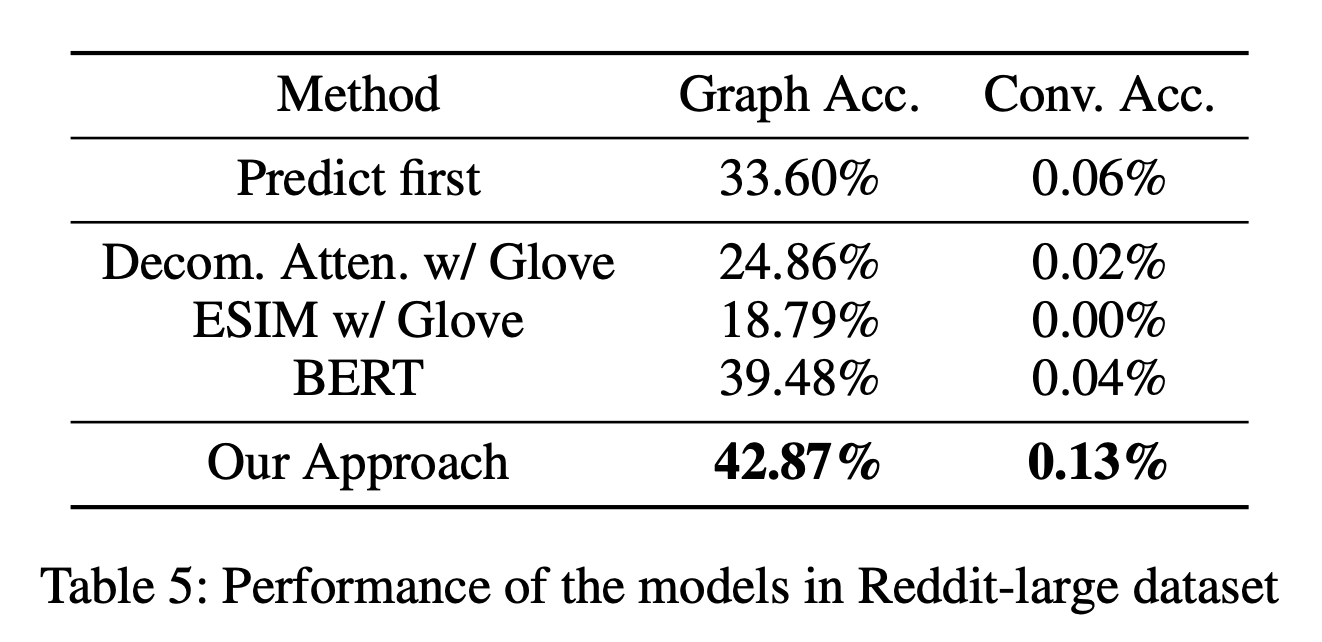 Method Graph Acc. Conv. Acc.
Predict first 33.60% 0.06%
Decom. Atten. w/ Glove 24.86% 0.02%
ESIM w/ Glove 18.79% 0.00%
BERT 39.48% 0.04%
Our Approach 42.87% 0.13%
Table 5: Performance of the models in Reddit-large dataset